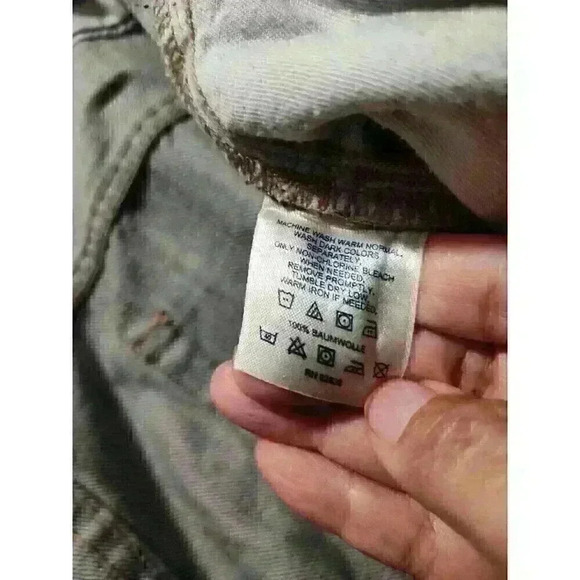 MACHINE WASH WARM NORMAL.
WASH DARK COLORS
SEPARATELY.
ONLY NON-CHLORINE BLEACH
WHEN NEEDED.
REMOVE PROMPTLY.
TUMBLE DRY LOW.
WARM IRON IF NEEDED.
100% BAUMWOLLE